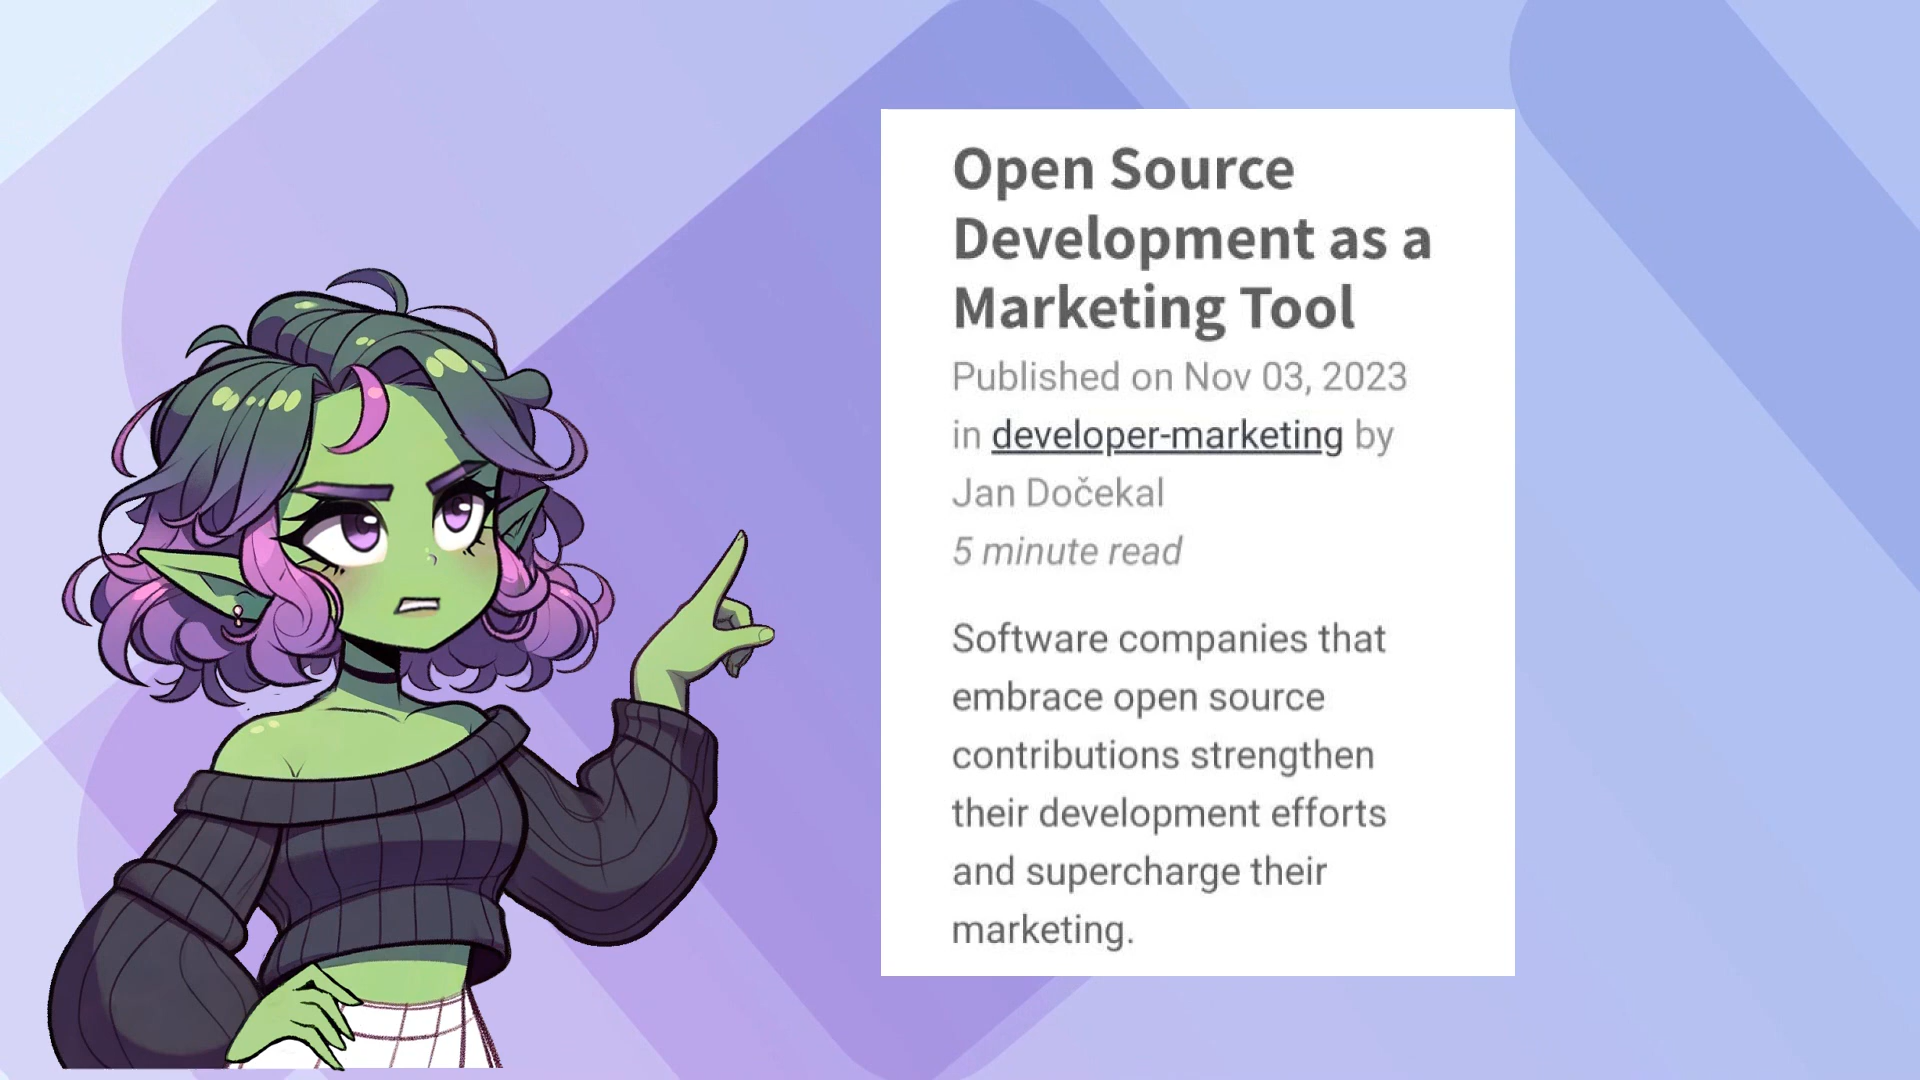 Open Source
Development as a
Marketing Tool
Published on Nov 03, 2023
in developer-marketing by
Jan Dočekal
5 minute read
Software companies that
embrace open source
contributions strengthen
their development efforts
and supercharge their
marketing.